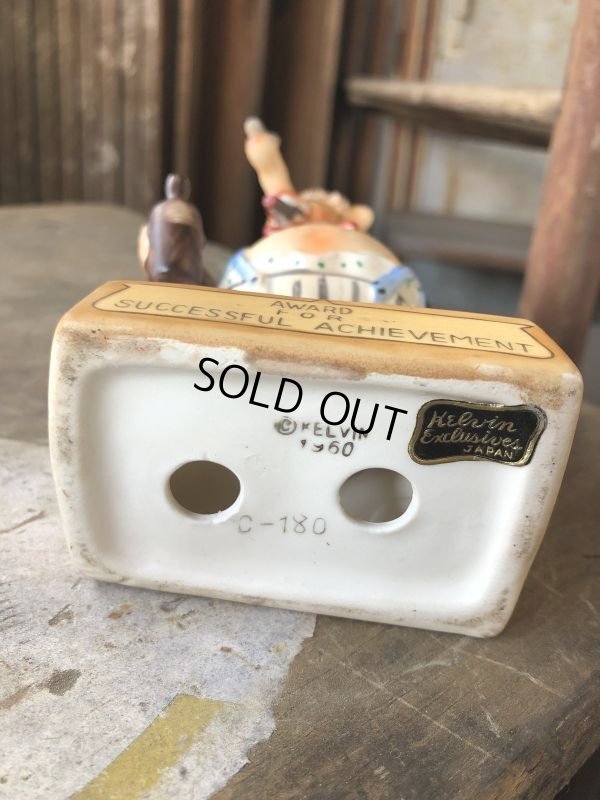 AWARD
FOR
SUCCESSFUL ACHIEVEMENT
SOLD OUT
© KELVIN
1960
Kelvin
Exclusives
JAPAN
C-180